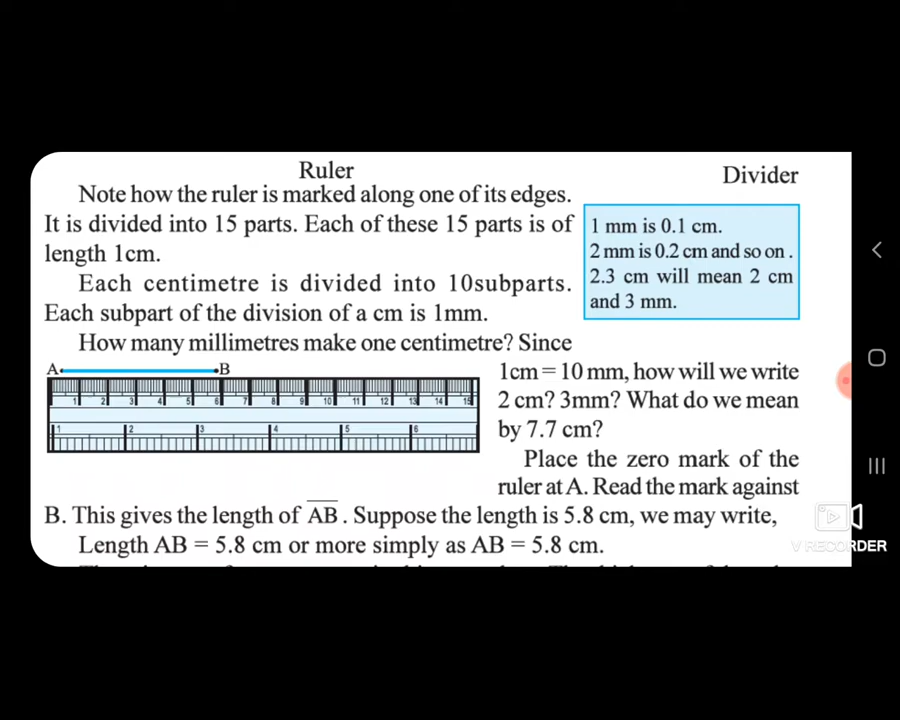 Ruler
Divider
Note how the ruler is marked along one of its edges.
It is divided into 15 parts. Each of these 15 parts is of
length 1cm.
Each centimetre is divided into 10subparts.
Each subpart of the division of a cm is 1mm.
1 mm is 0.1 cm.
2 mm is 0.2 cm and so on .
2.3 cm will mean 2 cm
and 3 mm.
How many millimetres make one centimetre? Since
1cm = 10 mm, how will we write
2 cm? 3mm? What do we mean
by 7.7 cm?
A B
1 2 3 4 5 6 7 8 9 10 11 12 13 14 15
1 2 3 4 5 6
Place the zero mark of the
ruler at A. Read the mark against
B. This gives the length of AB . Suppose the length is 5.8 cm, we may write,
Length AB = 5.8 cm or more simply as AB = 5.8 cm.
V RECORDER